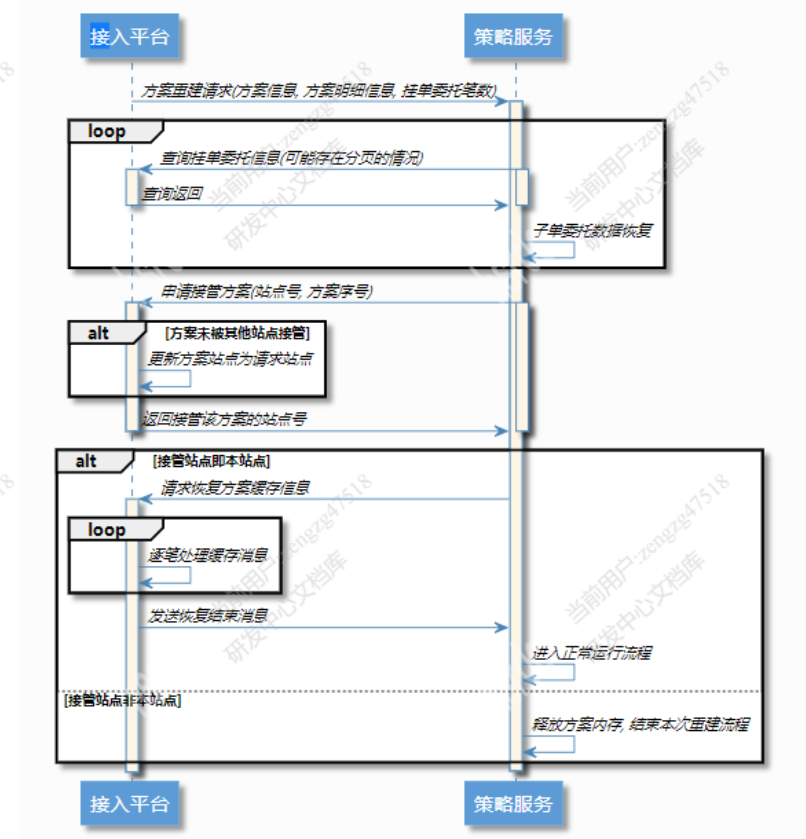 接入平台
策略服务
方案重建请求(方案信息, 方案明细信息, 挂单委托笔数)
loop
查询挂单委托信息(可能存在分页的情况)
查询返回
子单委托数据恢复
申请接管方案(站点号, 方案序号)
alt
[方案未被其他站点接管]
更新方案站点为请求站点
返回接管该方案的站点号
alt
[接管站点即本站点]
请求恢复方案缓存信息
loop
逐笔处理缓存消息
发送恢复结束消息
进入正常运行流程
[接管站点非本站点]
释放方案内存, 结束本次重建流程
接入平台
策略服务
当前用户:zengzg47518
研发中心文档库
当前用户:zengzg47518
研发中心文档库
当前用户:zengzg47518
研发中心文档库
当前用户:zengzg47518
研发中心文档库